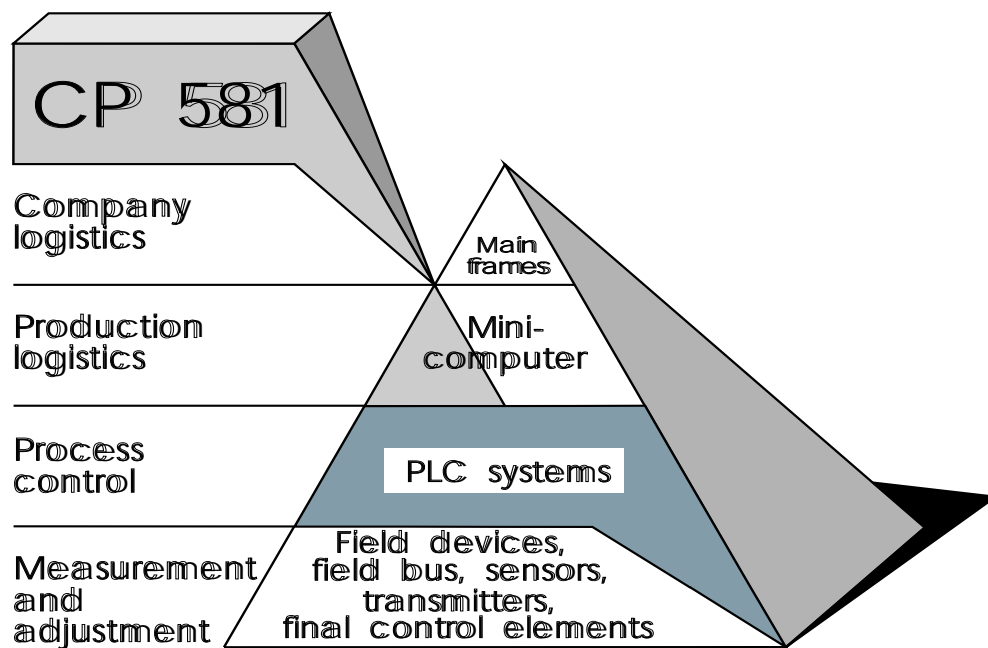 CP 581
Company
logistics
Main
frames
Production
logistics
Mini-
computer
Process
control
PLC systems
Measurement
and
adjustment
Field devices,
field bus, sensors,
transmitters,
final control elements